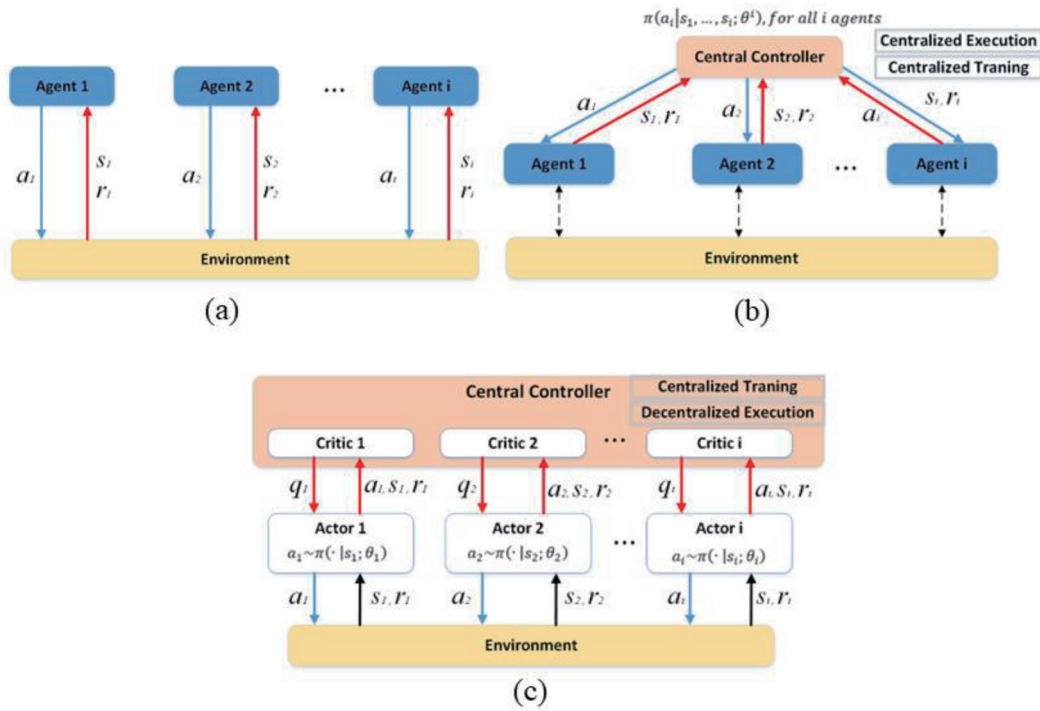 Agent 1
Agent 2
...
Agent i
a₁
s₁
r₁
a₂
s₂
r₂
aᵢ
sᵢ
rᵢ
Environment
(a)
π(aᵢ|s₁, ..., sᵢ; θⁱ), for all i agents
Central Controller
Centralized Execution
Centralized Traning
a₁
s₁, r₁
a₂
s₂, r₂
aᵢ
sᵢ, rᵢ
Agent 1
Agent 2
...
Agent i
Environment
(b)
Central Controller
Centralized Traning
Decentralized Execution
Critic 1
Critic 2
...
Critic i
q₁
a₁, s₁, r₁
q₂
a₂, s₂, r₂
qᵢ
aᵢ, sᵢ, rᵢ
Actor 1
a₁~π(· |s₁; θ₁)
Actor 2
a₂~π(· |s₂; θ₂)
...
Actor i
aᵢ~π(· |sᵢ; θᵢ)
a₁
s₁, r₁
a₂
s₂, r₂
aᵢ
sᵢ, rᵢ
Environment
(c)